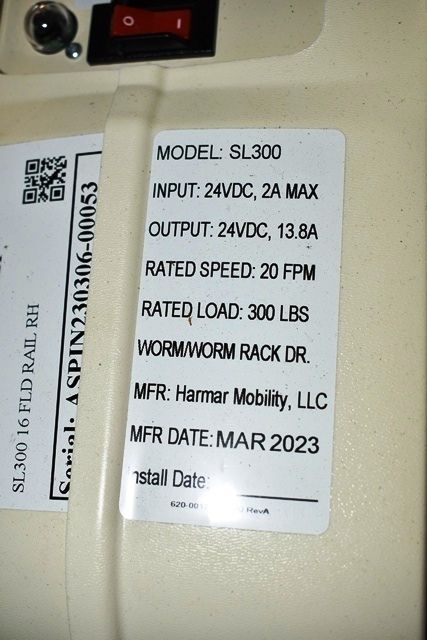 MODEL: SL300
INPUT: 24VDC, 2A MAX
OUTPUT: 24VDC, 13.8A
RATED SPEED: 20 FPM
RATED LOAD: 300 LBS
WORM/WORM RACK DR.
MFR: Harmar Mobility, LLC
MFR DATE: MAR 2023
nstall Date:
RevA
SL300 16 FLD RAIL RH
Serial: ASPIN230306-00053